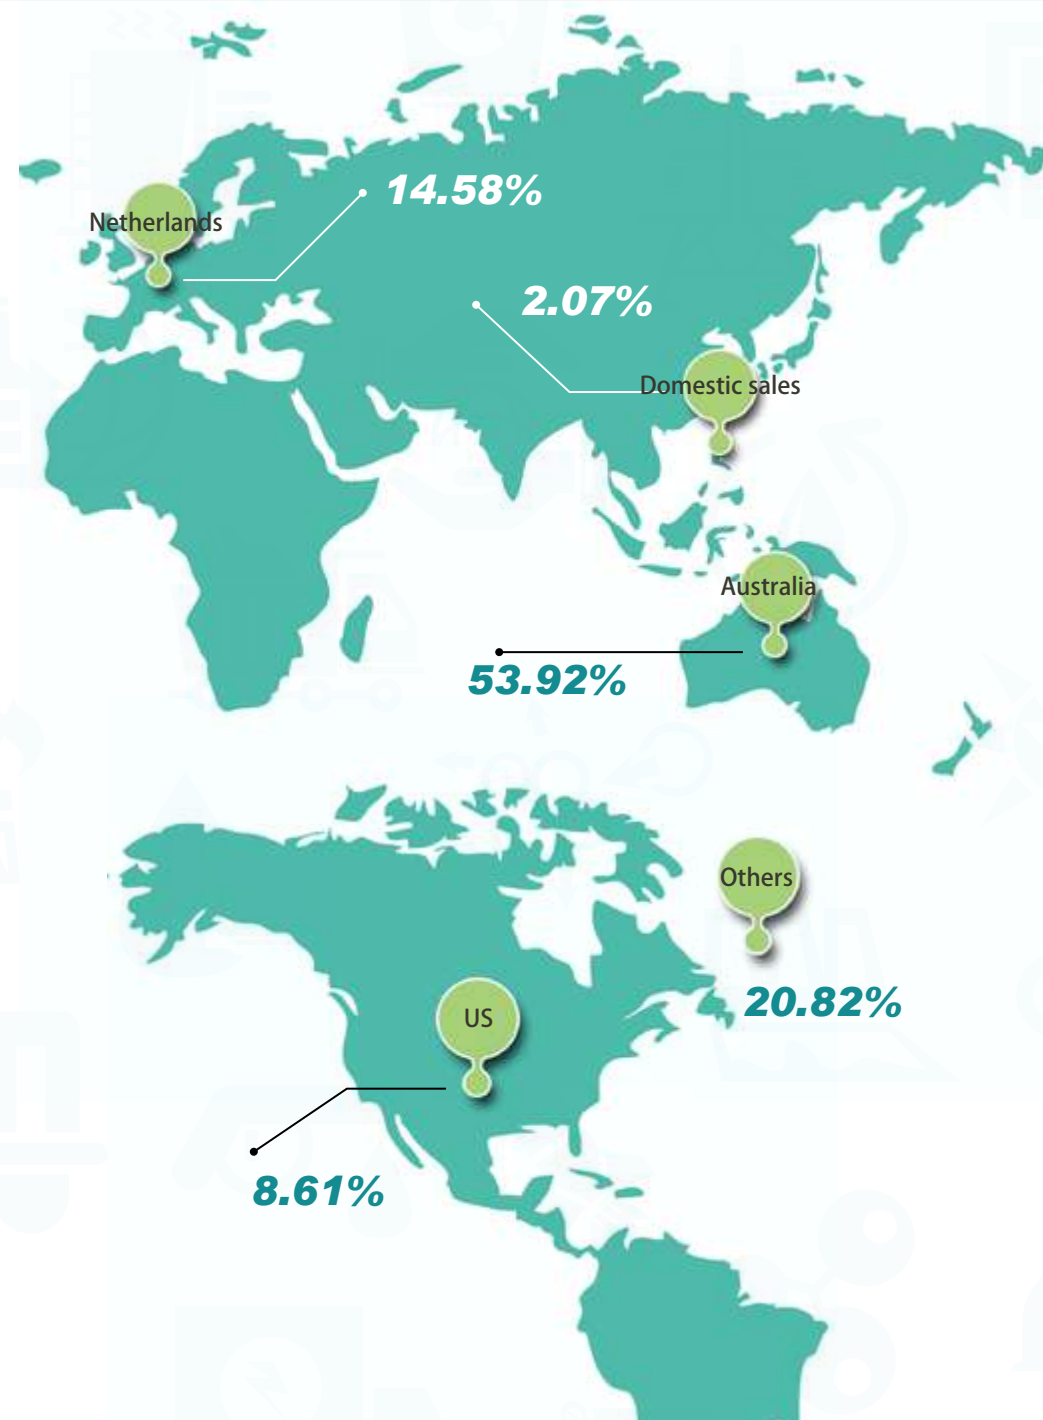 14.58%
Netherlands
2.07%
Domestic sales
Australia
53.92%
Others
20.82%
US
8.61%